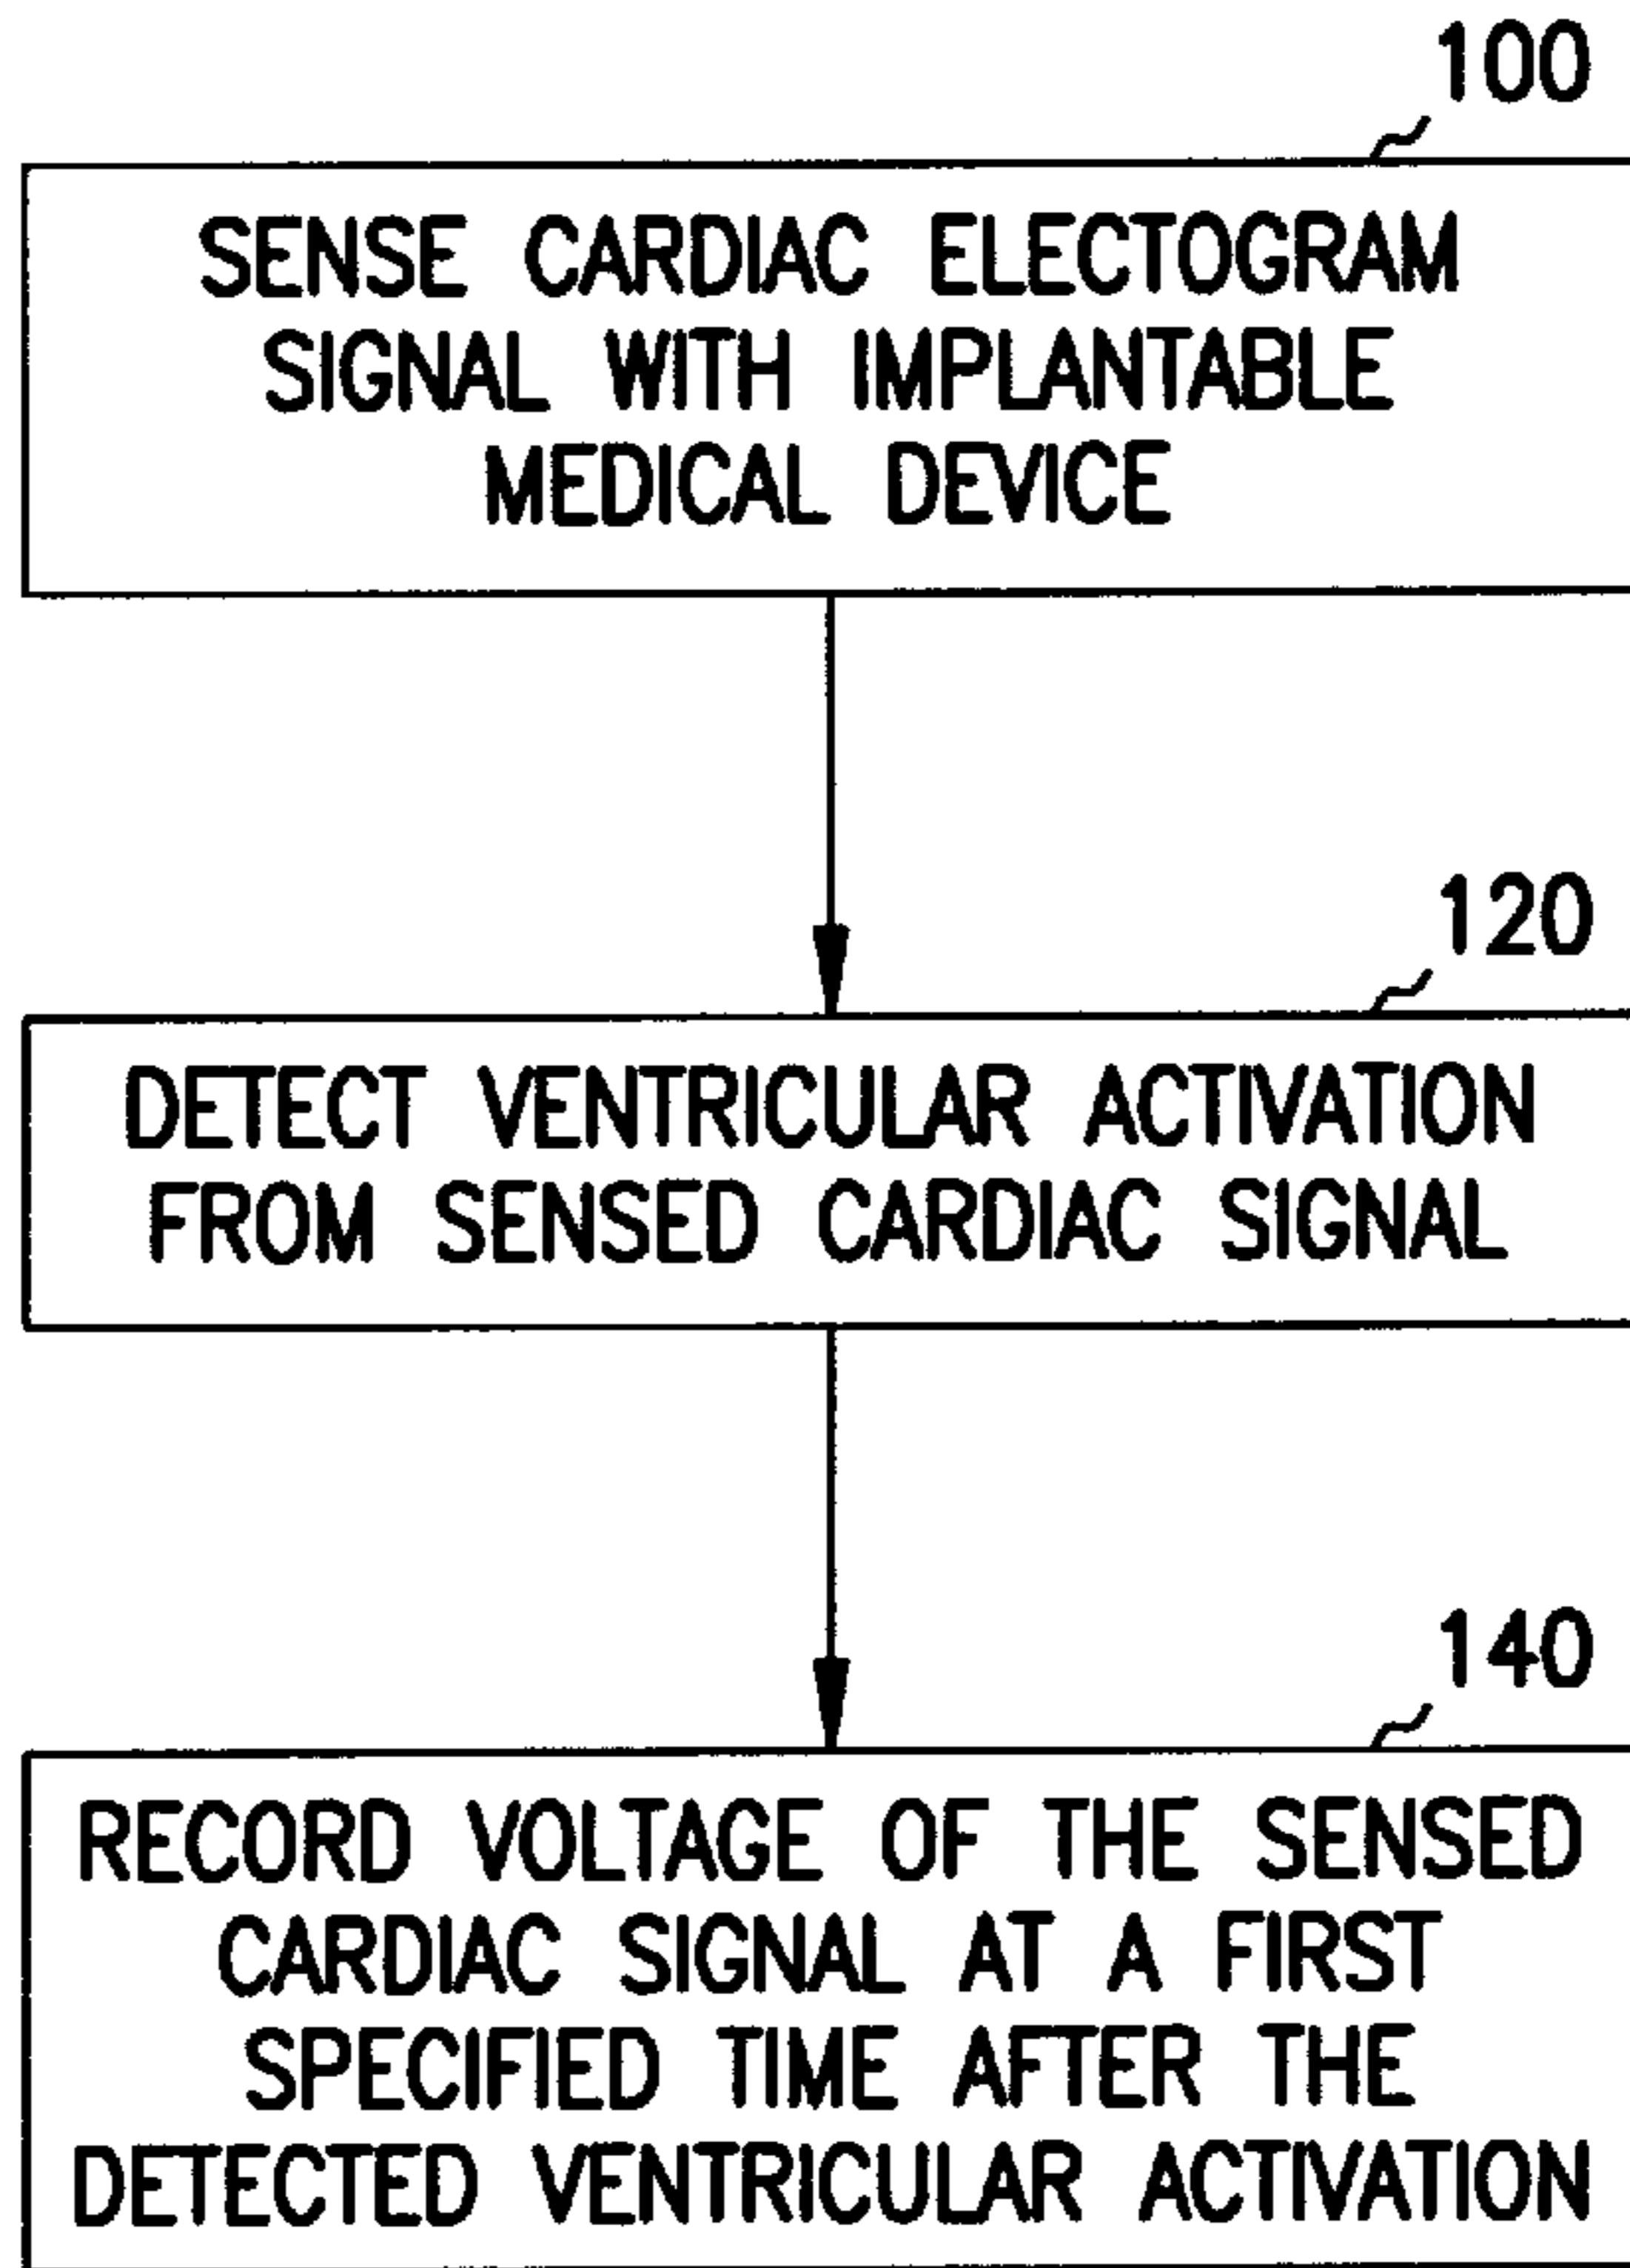 100
SENSE CARDIAC ELECTOGRAM
SIGNAL WITH IMPLANTABLE
MEDICAL DEVICE
120
DETECT VENTRICULAR ACTIVATION
FROM SENSED CARDIAC SIGNAL
140
RECORD VOLTAGE OF THE SENSED
CARDIAC SIGNAL AT A FIRST
SPECIFIED TIME AFTER THE
DETECTED VENTRICULAR ACTIVATION